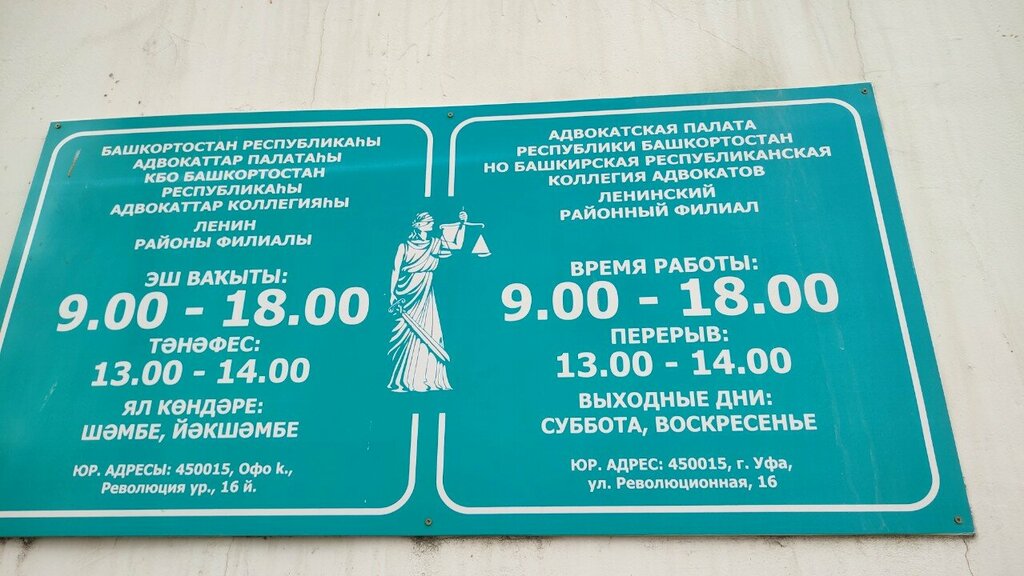 БАШКОРТОСТАН РЕСПУБЛИКАҺЫ
АДВОКАТТАР ПАЛАТАҺЫ
КБО БАШКОРТОСТАН
РЕСПУБЛИКАҺЫ
АДВОКАТТАР КОЛЛЕГИЯҺЫ
ЛЕНИН
РАЙОНЫ ФИЛИАЛЫ
ЭШ ВАҠЫТЫ:
9.00 - 18.00
ТӘНӘФЕС:
13.00 - 14.00
ЯЛ КӨНДӘРЕ:
ШӘМБЕ, ЙӘКШӘМБЕ
ЮР. АДРЕСЫ: 450015, Офо k.,
Революция ур., 16 й.
АДВОКАТСКАЯ ПАЛАТА
РЕСПУБЛИКИ БАШКОРТОСТАН
НО БАШКИРСКАЯ РЕСПУБЛИКАНСКАЯ
КОЛЛЕГИЯ АДВОКАТОВ
ЛЕНИНСКИЙ
РАЙОННЫЙ ФИЛИАЛ
ВРЕМЯ РАБОТЫ:
9.00 - 18.00
ПЕРЕРЫВ:
13.00 - 14.00
ВЫХОДНЫЕ ДНИ:
СУББОТА, ВОСКРЕСЕНЬЕ
ЮР. АДРЕС: 450015, г. Уфа,
ул. Революционная, 16